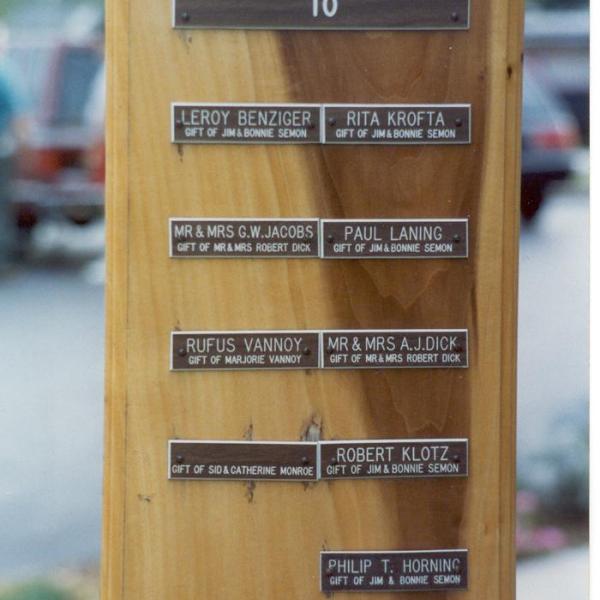 10
LEROY BENZIGER
GIFT OF JIM & BONNIE SEMON
RITA KROFTA
GIFT OF JIM & BONNIE SEMON
MR & MRS G.W.JACOBS
GIFT OF MR & MRS ROBERT DICK
PAUL LANING
GIFT OF JIM & BONNIE SEMON
RUFUS VANNOY
GIFT OF MARJORIE VANNOY
MR & MRS A.J.DICK
GIFT OF MR & MRS ROBERT DICK
GIFT OF SID & CATHERINE MONROE
ROBERT KLOTZ
GIFT OF JIM & BONNIE SEMON
PHILIP T. HORNING
GIFT OF JIM & BONNIE SEMON